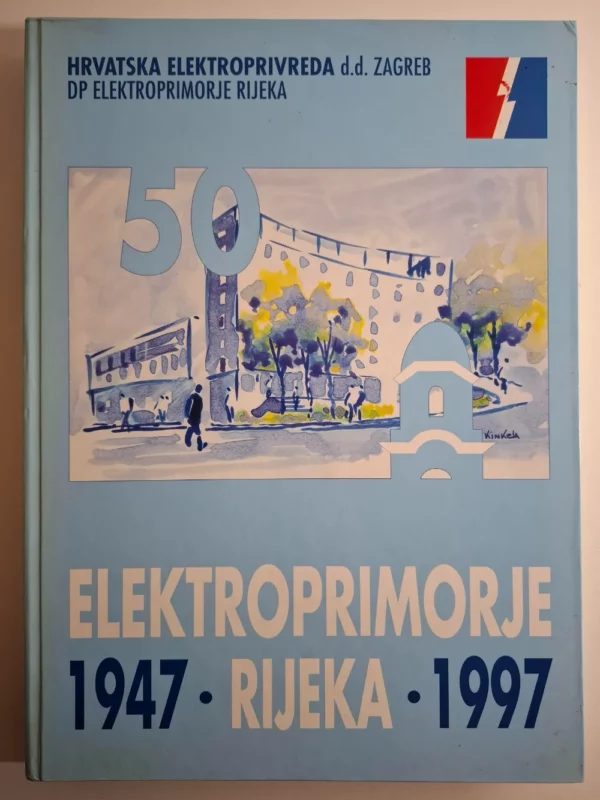 HRVATSKA ELEKTROPRIVREDA d.d. ZAGREB
DP ELEKTROPRIMORJE RIJEKA
50
Kinkela
ELEKTROPRIMORJE
1947 · RIJEKA · 1997